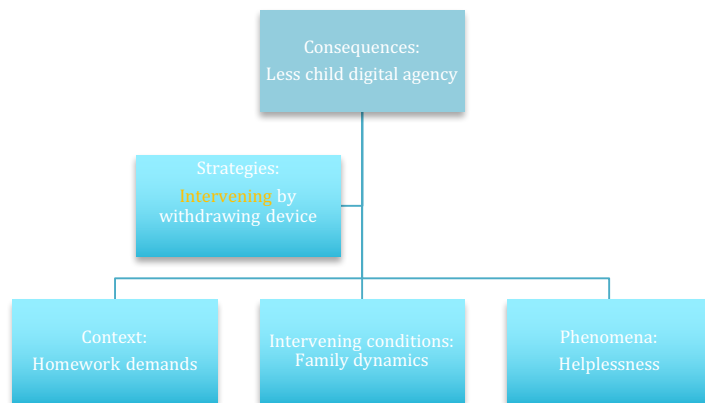 Consequences:
Less child digital agency
Strategies:
Intervening by
withdrawing device
Context:
Homework demands
Intervening conditions:
Family dynamics
Phenomena:
Helplessness